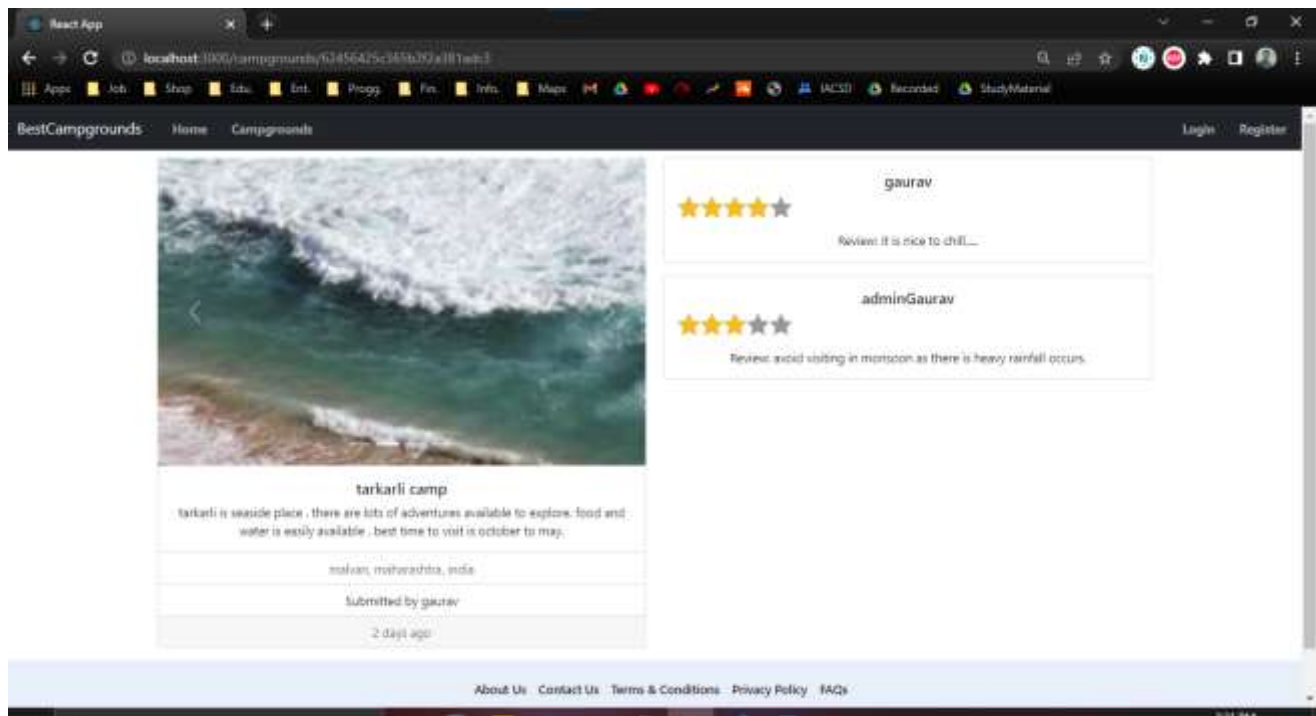 React App
localhost:3000/campgrounds/
Apps Job Shop Edu. Ent. Progg. Fin. Info. Maps IACSD Recorded StudyMaterial
BestCampgrounds Home Campgrounds Login Register
gaurav
Review: it is nice to chill....
adminGaurav
Review: avoid visiting in monsoon as there is heavy rainfall occurs.
tarkarli camp
tarkarli is seaside place . there are lots of adventures available to explore. food and
water is easily available . best time to visit is october to may.
malvan, maharashtra, india
Submitted by gaurav
2 days ago
About Us Contact Us Terms & Conditions Privacy Policy FAQs